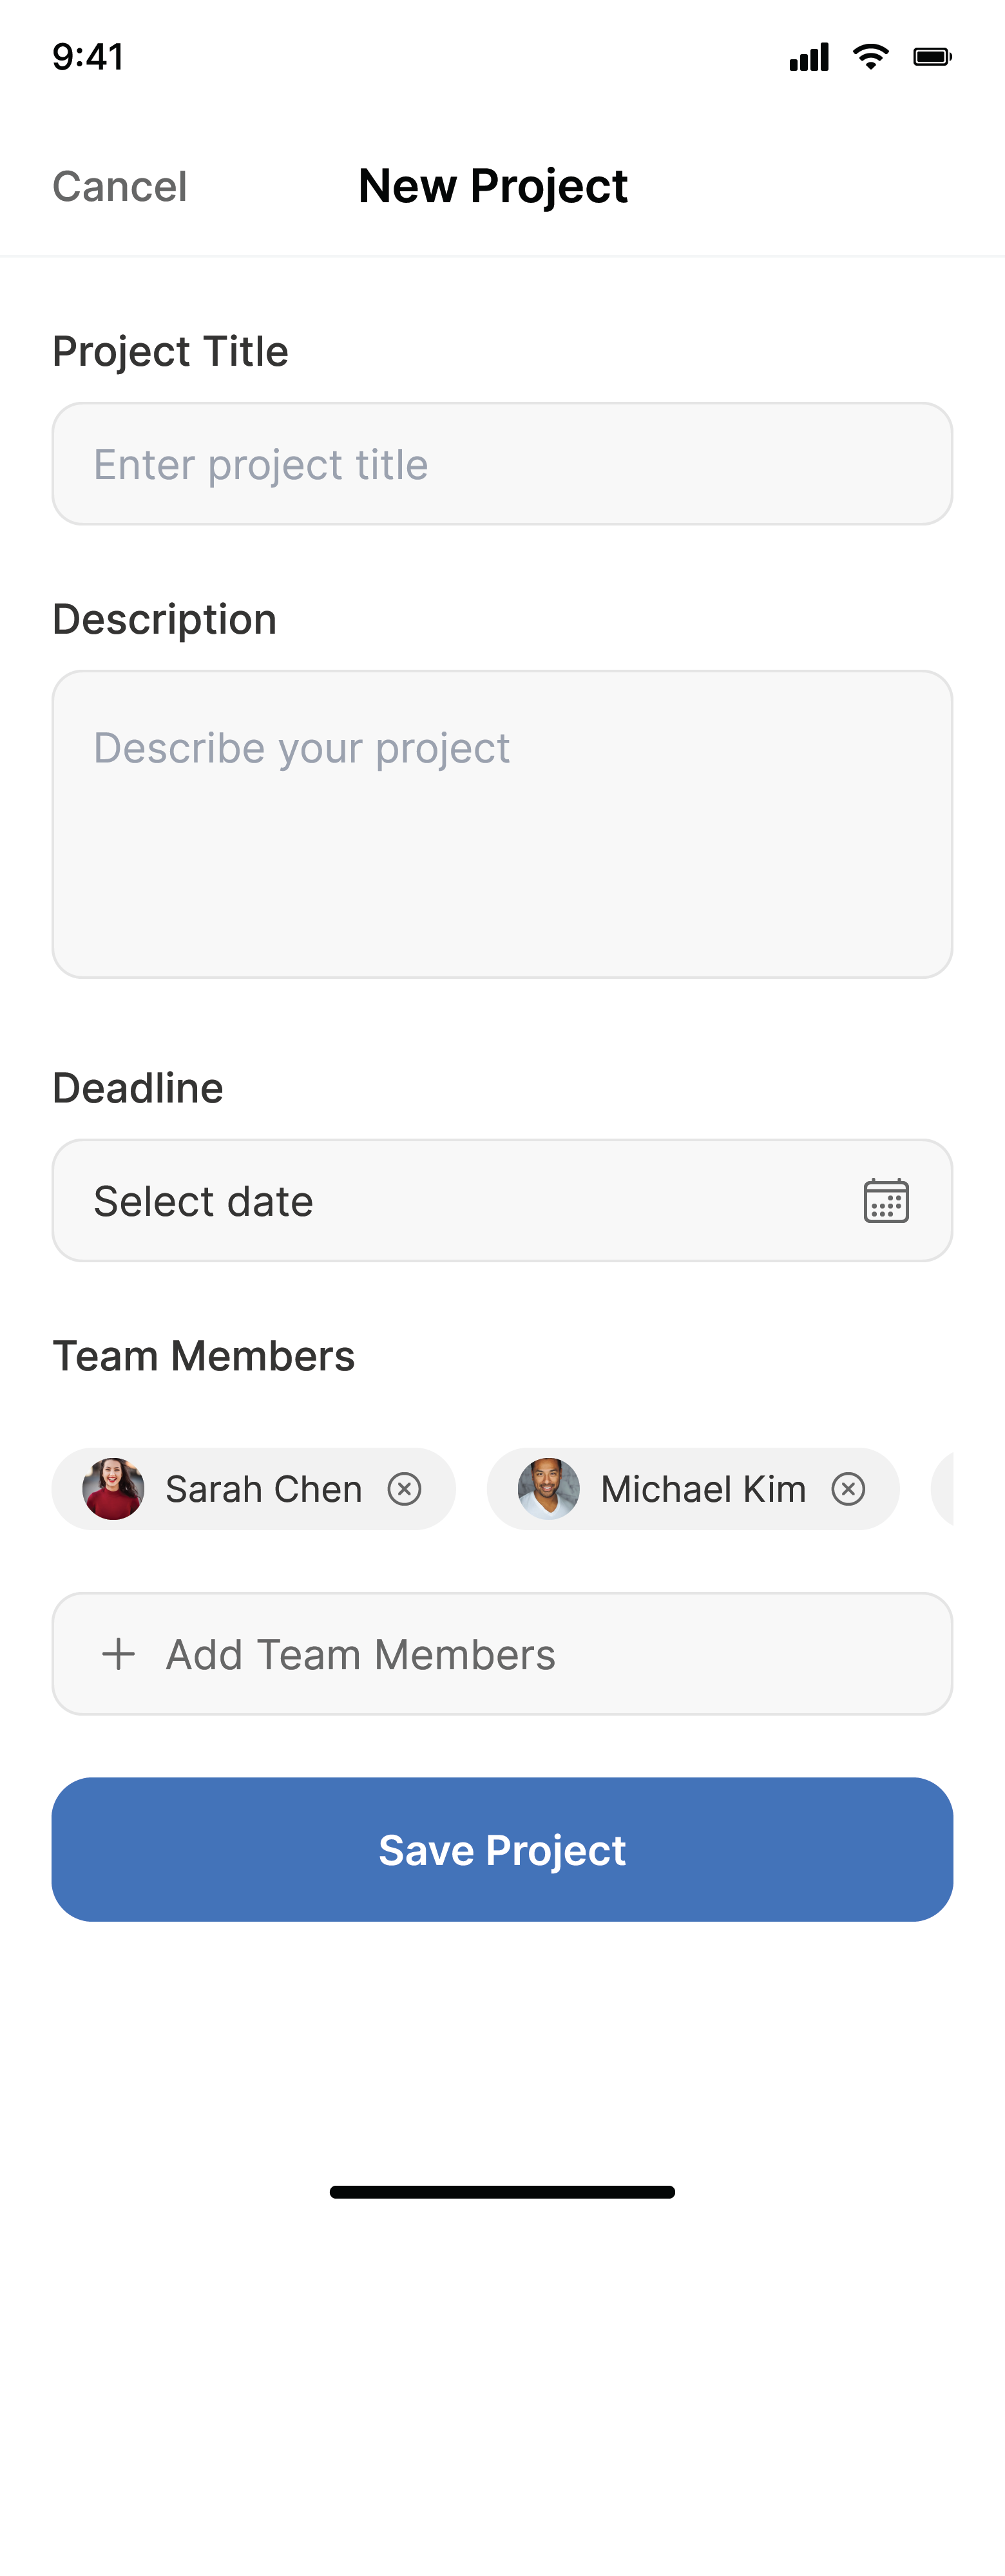 9:41
Cancel
New Project
Project Title
Enter project title
Description
Describe your project
Deadline
Select date
Team Members
Sarah Chen
Michael Kim
Add Team Members
Save Project